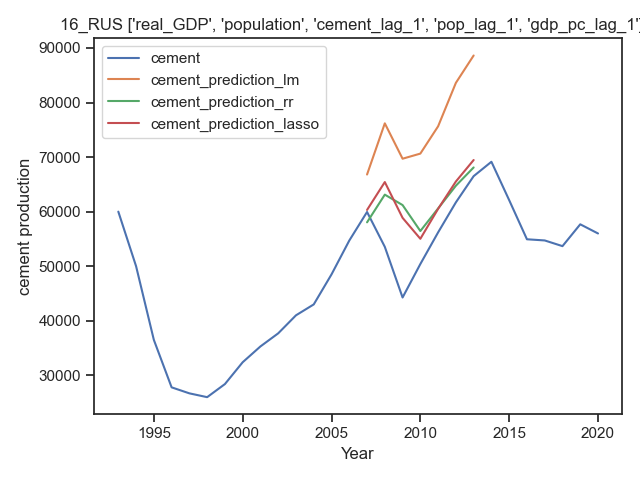 16_RUS ['real_GDP', 'population', 'cement_lag_1', 'pop_lag_1', 'gdp_pc_lag_1']
cement
cement_prediction_lm
cement_prediction_rr
cement_prediction_lasso
90000
80000
70000
60000
50000
40000
30000
cement production
1995
2000
2005
2010
2015
2020
Year